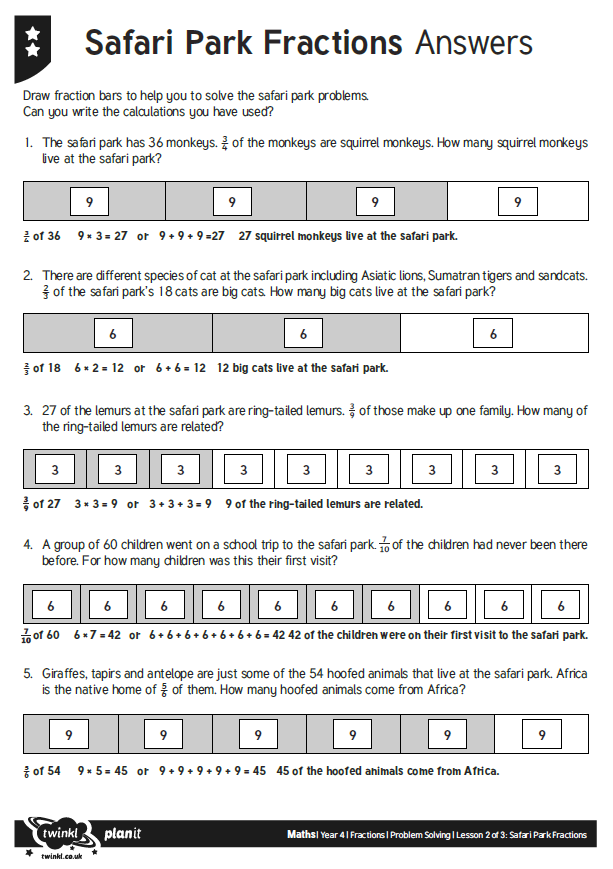 Safari Park Fractions Answers
Draw fraction bars to help you to solve the safari park problems.
Can you write the calculations you have used?
1. The safari park has 36 monkeys. 3/4 of the monkeys are squirrel monkeys. How many squirrel monkeys
live at the safari park?
9 9 9 9
3/4 of 36 9 × 3 = 27 or 9 + 9 + 9 =27 27 squirrel monkeys live at the safari park.
2. There are different species of cat at the safari park including Asiatic lions, Sumatran tigers and sandcats.
2/3 of the safari park's 18 cats are big cats. How many big cats live at the safari park?
6 6 6
2/3 of 18 6 × 2 = 12 or 6 + 6 = 12 12 big cats live at the safari park.
3. 27 of the lemurs at the safari park are ring-tailed lemurs. 3/9 of those make up one family. How many of
the ring-tailed lemurs are related?
3 3 3 3 3 3 3 3 3
3/9 of 27 3 × 3 = 9 or 3 + 3 + 3 = 9 9 of the ring-tailed lemurs are related.
4. A group of 60 children went on a school trip to the safari park. 7/10 of the children had never been there
before. For how many children was this their first visit?
6 6 6 6 6 6 6 6 6 6
7/10 of 60 6 × 7 = 42 or 6 + 6 + 6 + 6 + 6 + 6 + 6 = 42 42 of the children were on their first visit to the safari park.
5. Giraffes, tapirs and antelope are just some of the 54 hoofed animals that live at the safari park. Africa
is the native home of 5/6 of them. How many hoofed animals come from Africa?
9 9 9 9 9 9
5/6 of 54 9 × 5 = 45 or 9 + 9 + 9 + 9 + 9 = 45 45 of the hoofed animals come from Africa.
twinkl planit
twinkl.co.uk
Maths | Year 4 | Fractions | Problem Solving | Lesson 2 of 3: Safari Park Fractions